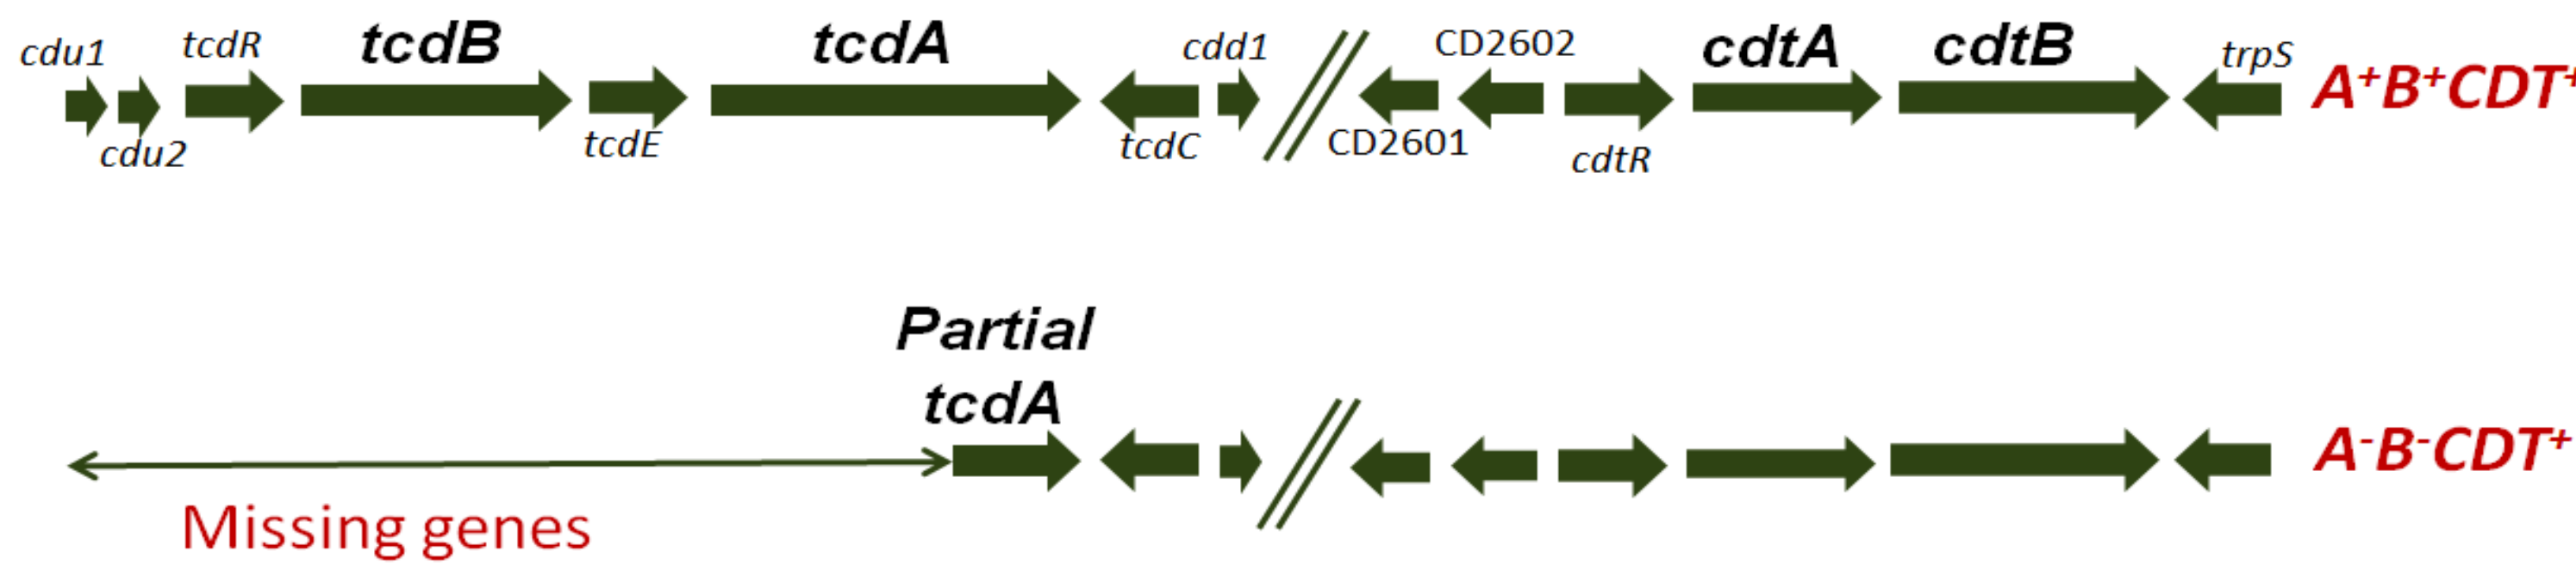 cdu1
cdu2
tcdR
tcdB
tcdE
tcdA
tcdC
cdd1
CD2601
CD2602
cdtR
cdtA
cdtB
trpS
A⁺B⁺CDT⁺
Partial
tcdA
Missing genes
A⁻B⁻CDT⁺